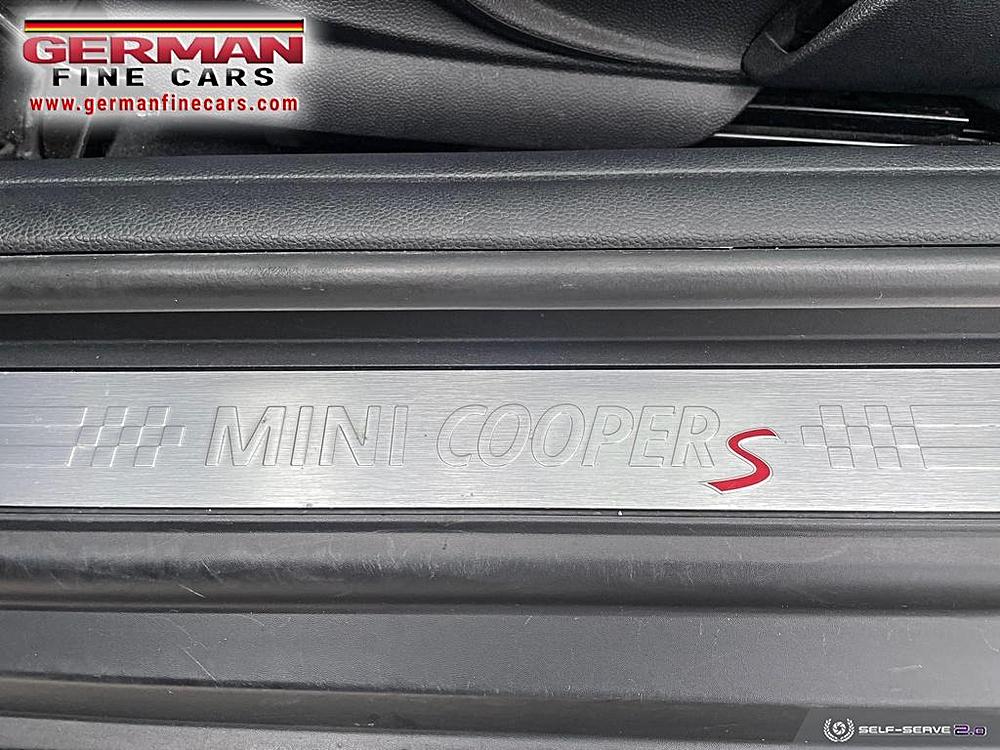 GERMAN
FINE CARS
www.germanfinecars.com
MINI COOPER S
SELF-SERVE 2.0